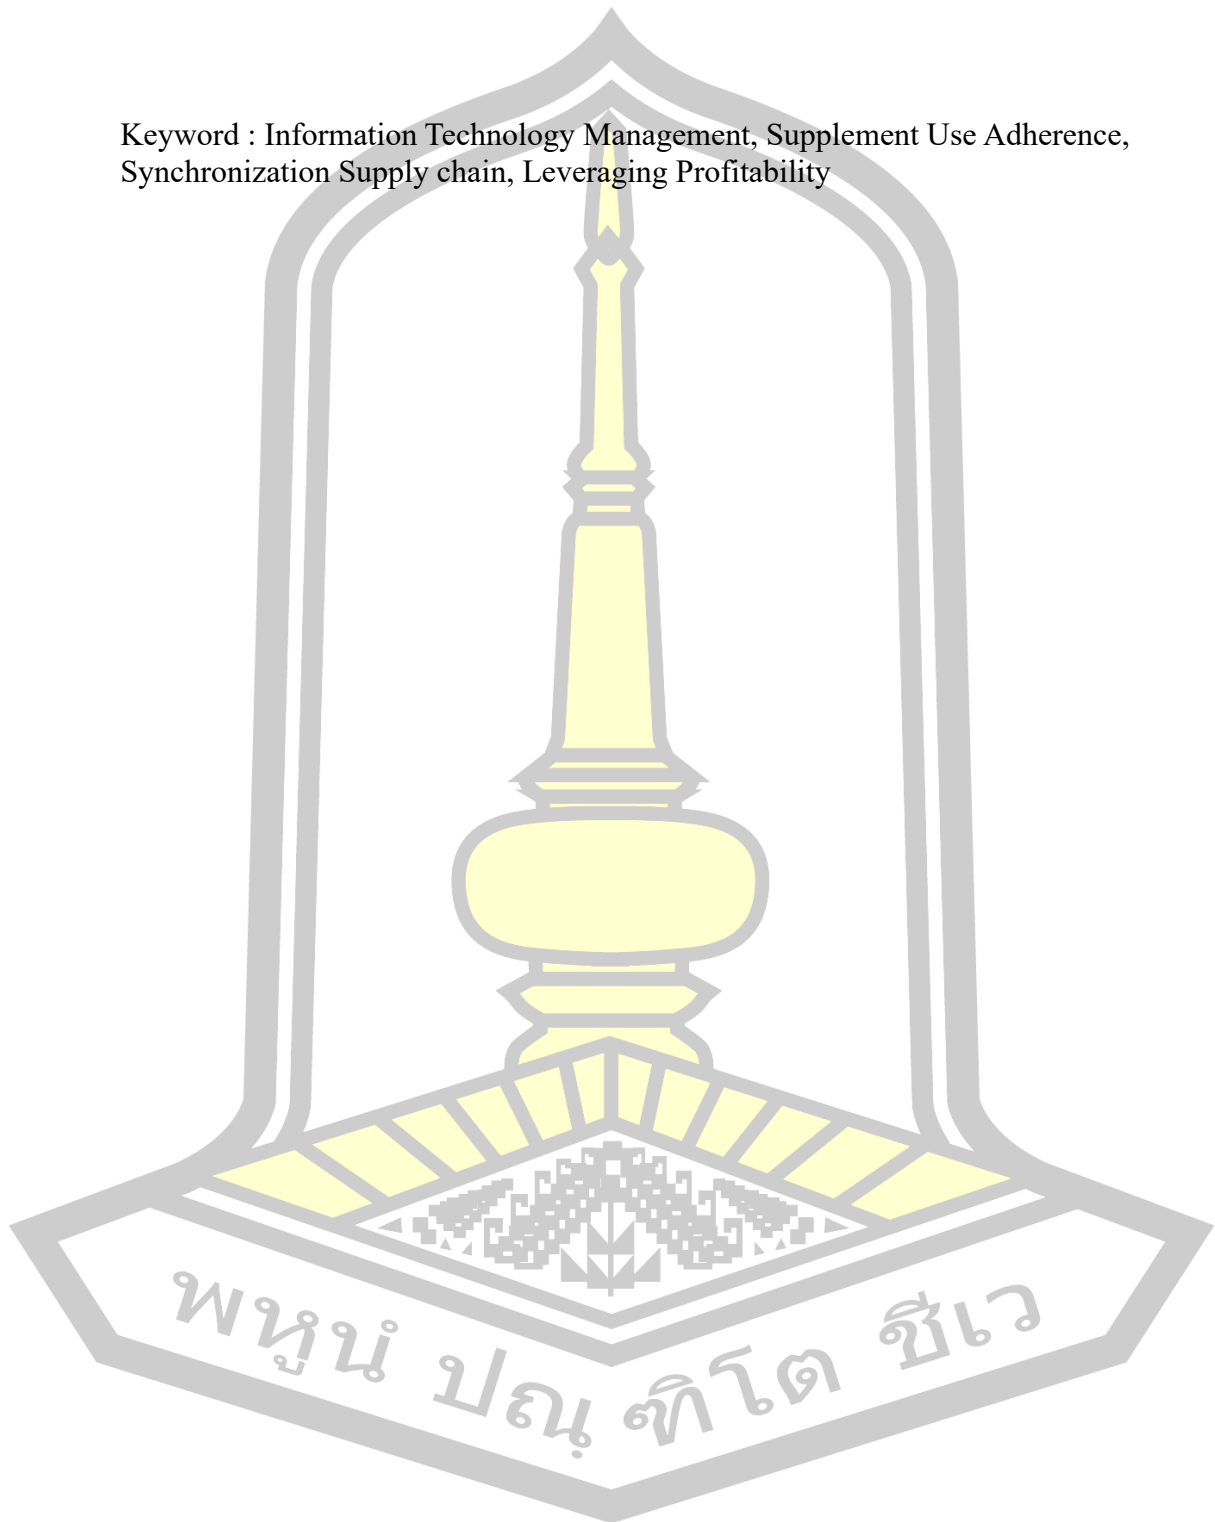 Keyword : Information Technology Management, Supplement Use Adherence,
Synchronization Supply chain, Leveraging Profitability
พหูนํ ปณฺฑิโต ชีเว